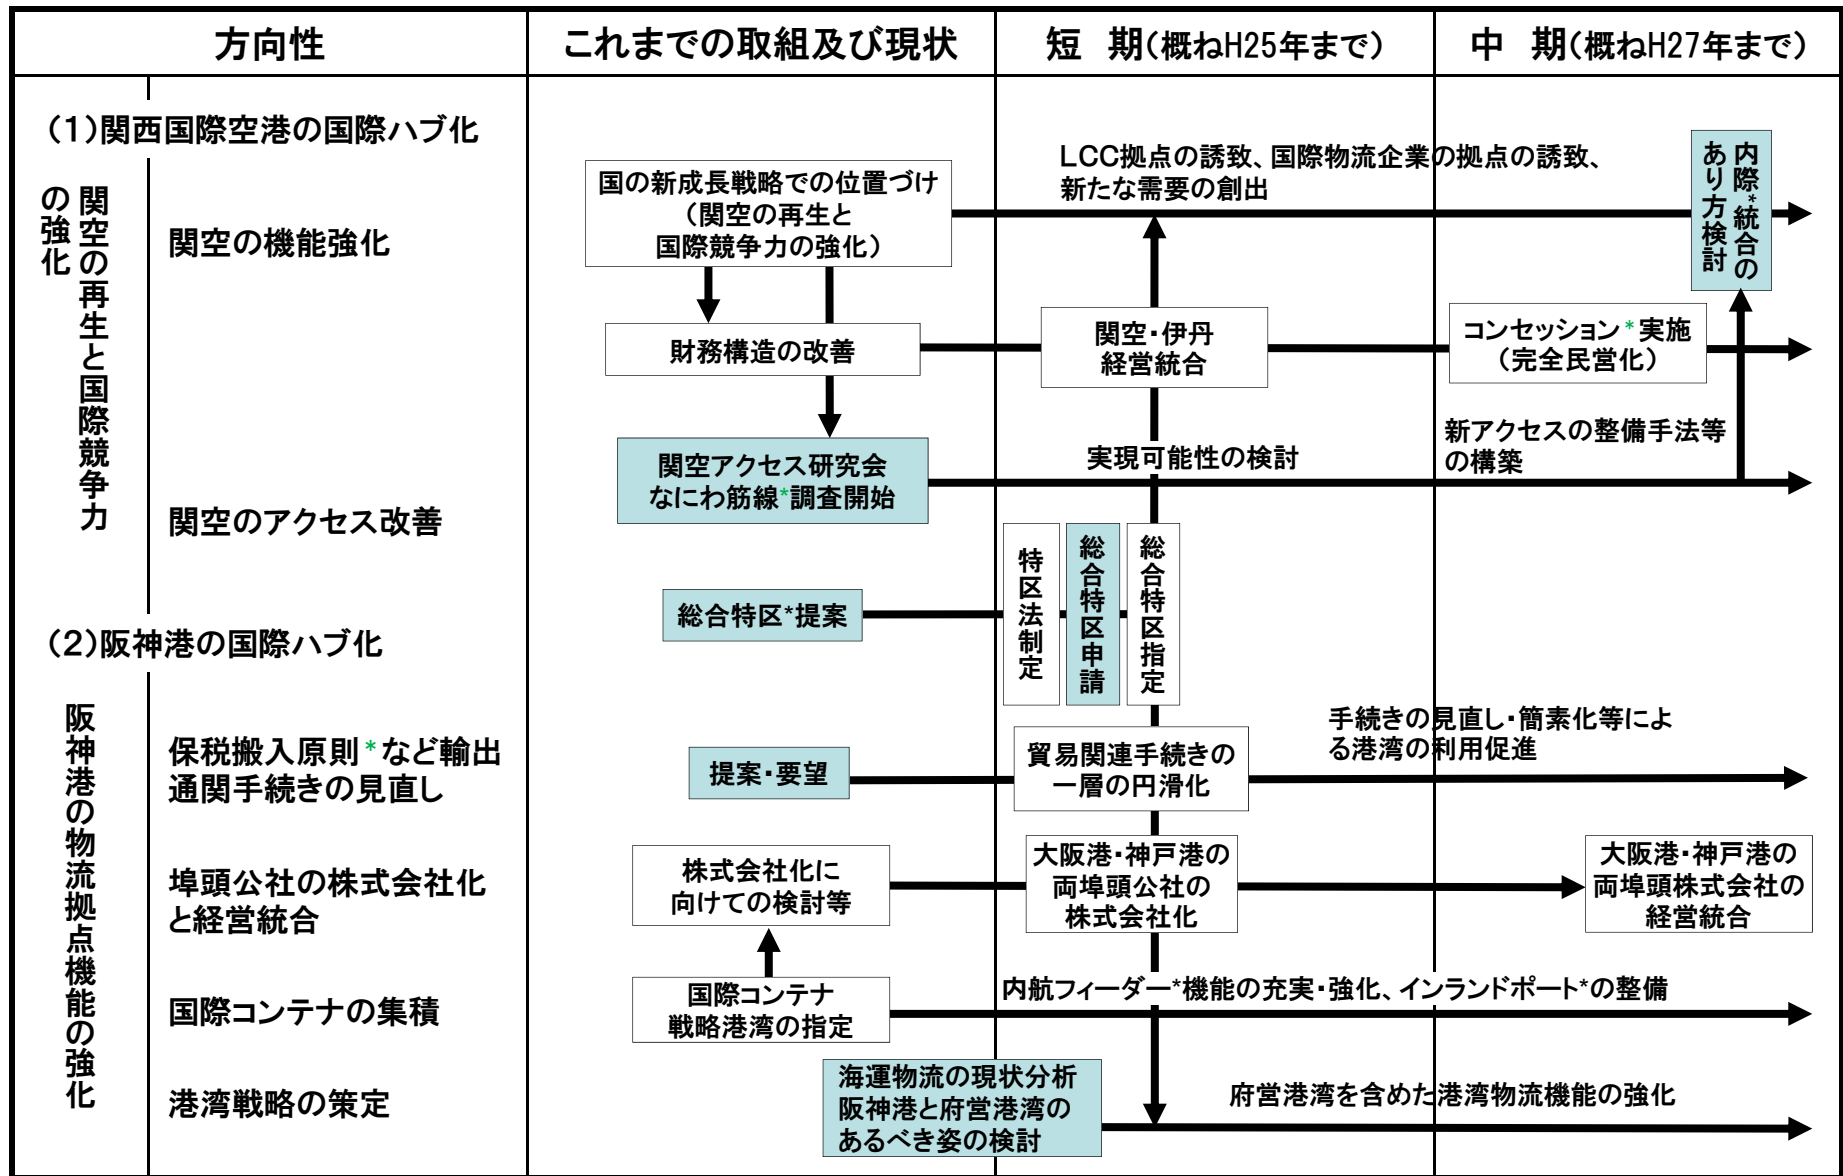 方向性
これまでの取組及び現状
短　期(概ねH25年まで)
中　期(概ねH27年まで)
(1)関西国際空港の国際ハブ化
関空の再生と国際競争力
の強化
関空の機能強化
国の新成長戦略での位置づけ
(関空の再生と
国際競争力の強化)
LCC拠点の誘致、国際物流企業の拠点の誘致、
新たな需要の創出
内際*統合の
あり方検討
財務構造の改善
関空・伊丹
経営統合
コンセッション*実施
(完全民営化)
関空のアクセス改善
関空アクセス研究会
なにわ筋線*調査開始
実現可能性の検討
新アクセスの整備手法等
の構築
総合特区*提案
特区法制定
総合特区申請
総合特区指定
(2)阪神港の国際ハブ化
阪神港の物流拠点機能の強化
保税搬入原則*など輸出
通関手続きの見直し
提案・要望
貿易関連手続きの
一層の円滑化
手続きの見直し・簡素化等によ
る港湾の利用促進
埠頭公社の株式会社化
と経営統合
株式会社化に
向けての検討等
大阪港・神戸港の
両埠頭公社の
株式会社化
大阪港・神戸港の
両埠頭株式会社の
経営統合
国際コンテナの集積
国際コンテナ
戦略港湾の指定
内航フィーダー*機能の充実・強化、インランドポート*の整備
港湾戦略の策定
海運物流の現状分析
阪神港と府営港湾の
あるべき姿の検討
府営港湾を含めた港湾物流機能の強化